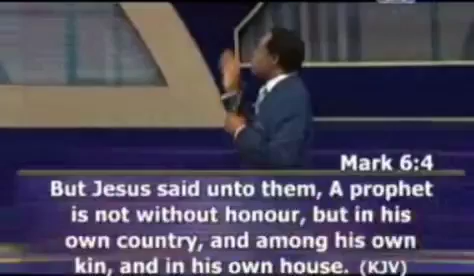 Mark 6:4
But Jesus said unto them, A prophet
is not without honour, but in his
own country, and among his own
kin, and in his own house. (KJV)